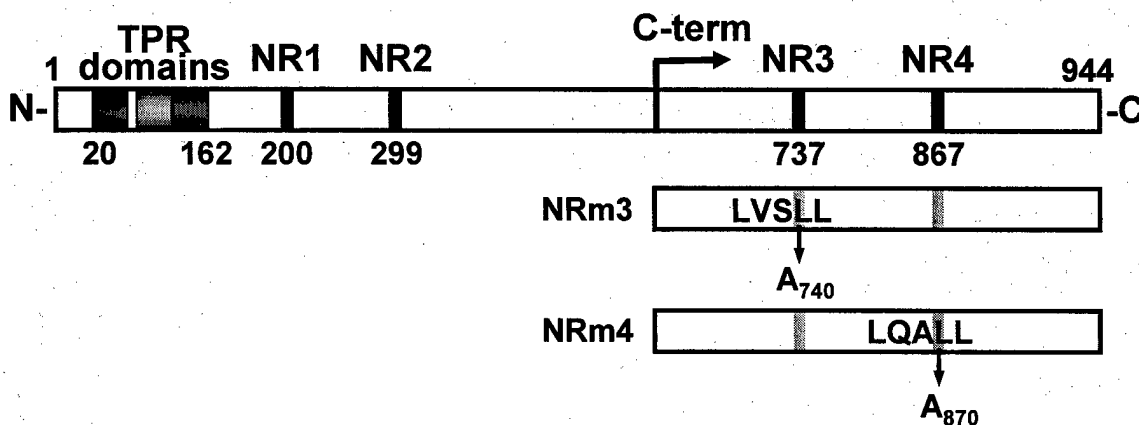 TPR
domains
1
NR1
NR2
C-term
NR3
NR4
944
N-
-C
20
162
200
299
737
867
NRm3
LVSLL
A740
NRm4
LQALL
A870